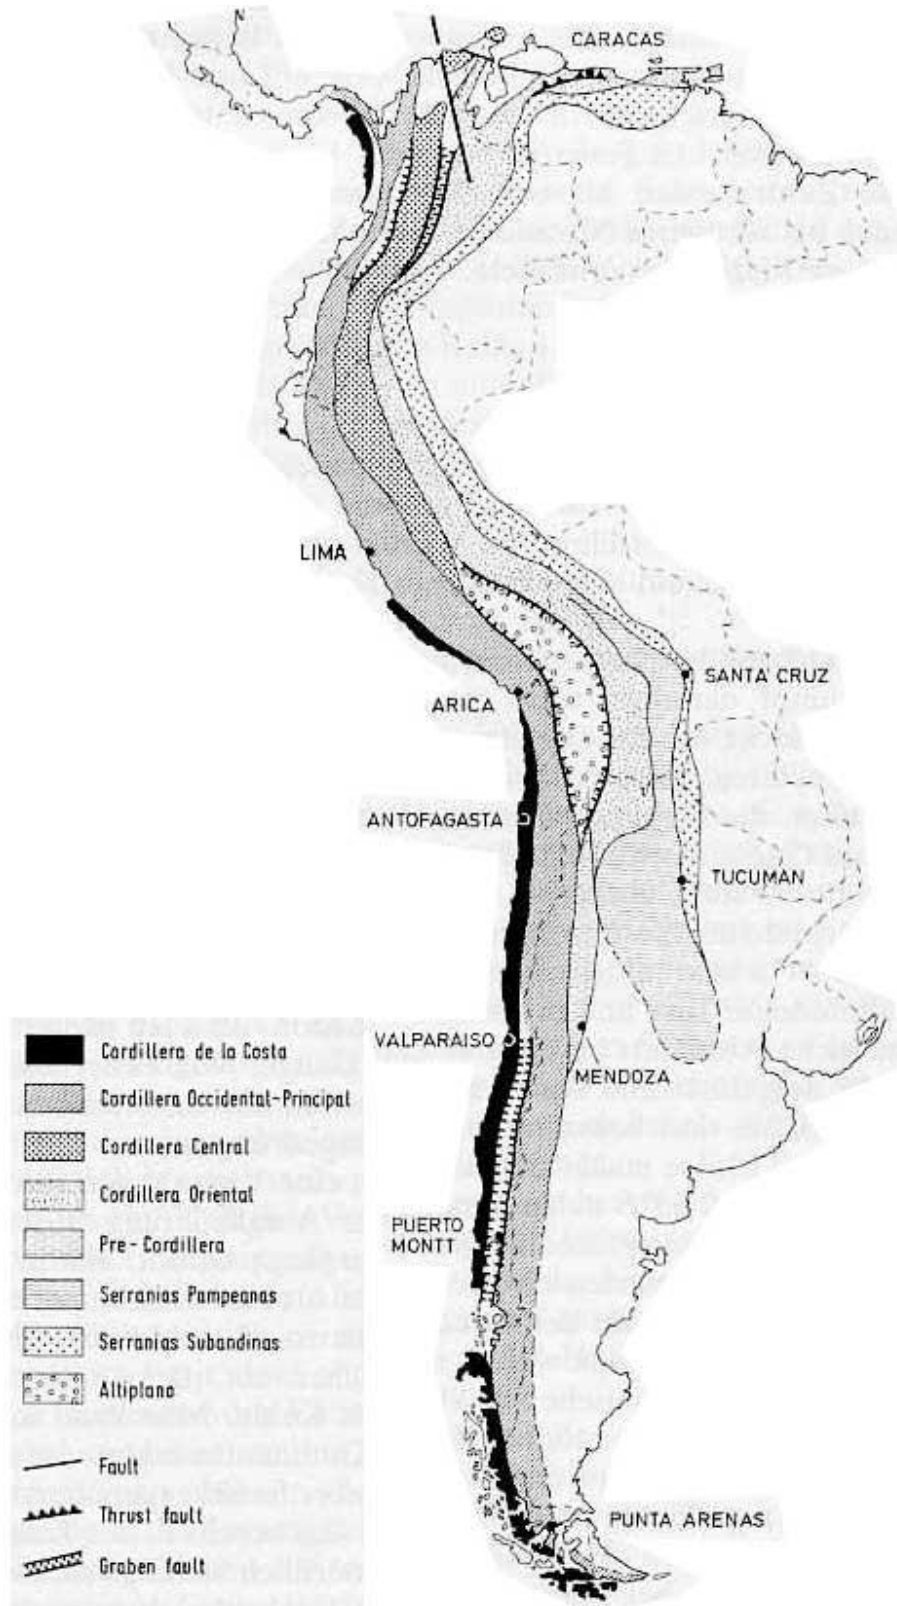 CARACAS
LIMA
SANTA CRUZ
ARICA
ANTOFAGASTA
TUCUMAN
VALPARAISO
MENDOZA
PUERTO
MONTT
PUNTA ARENAS
Cordillera de la Costa
Cordillera Occidental-Principal
Cordillera Central
Cordillera Oriental
Pre-Cordillera
Serranias Pampeanas
Serranias Subandinas
Altiplano
Fault
Thrust fault
Graben fault